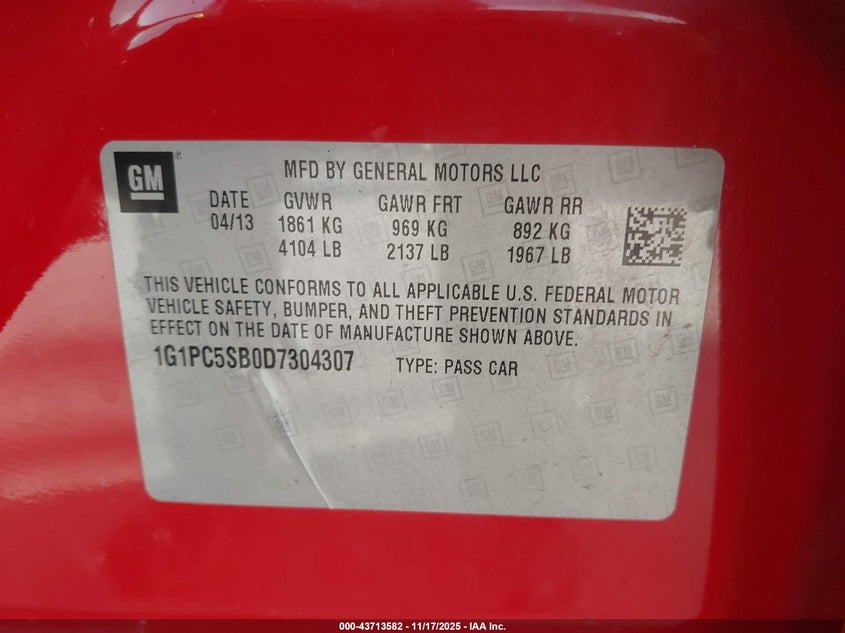 GM
MFD BY GENERAL MOTORS LLC
DATE GVWR GAWR FRT GAWR RR
04/13 1861 KG 969 KG 892 KG
4104 LB 2137 LB 1967 LB
THIS VEHICLE CONFORMS TO ALL APPLICABLE U.S. FEDERAL MOTOR
VEHICLE SAFETY, BUMPER, AND THEFT PREVENTION STANDARDS IN
EFFECT ON THE DATE OF MANUFACTURE SHOWN ABOVE.
1G1PC5SB0D7304307 TYPE: PASS CAR
000-43713582 - 11/17/2025 - IAA Inc.